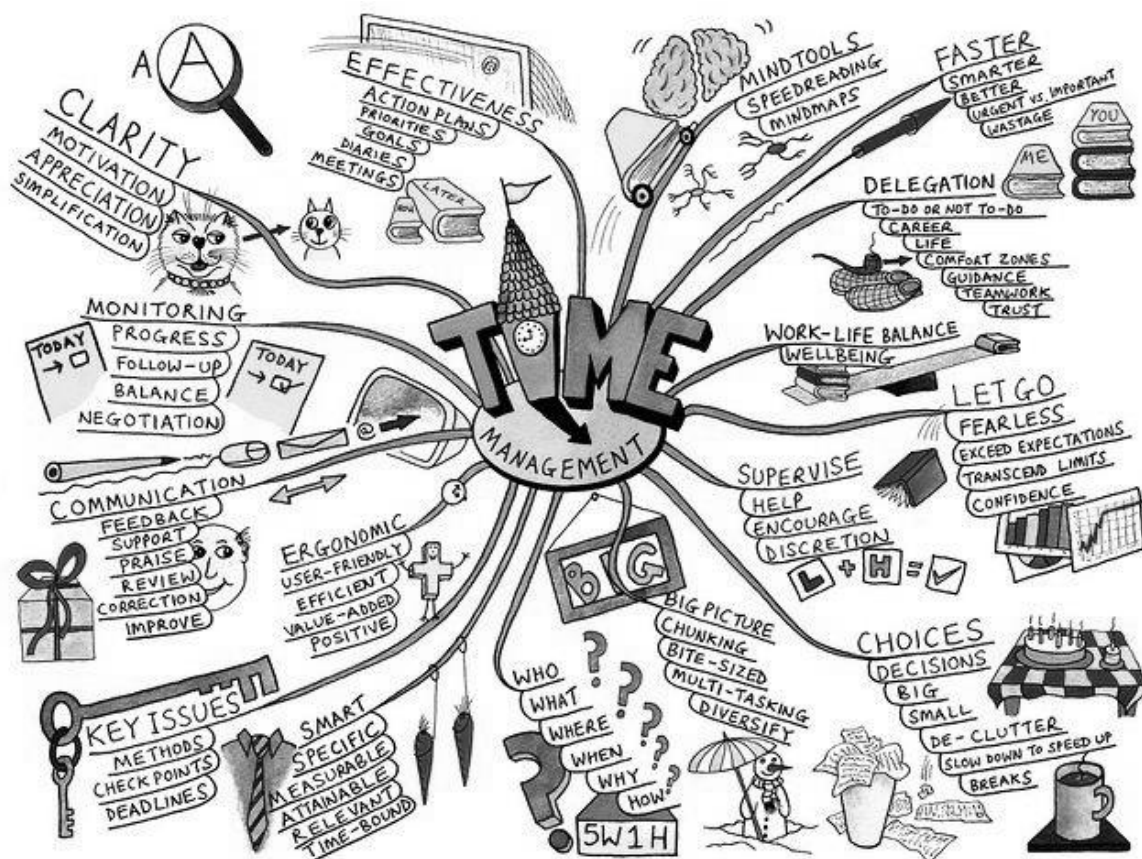 A A
CLARITY
MOTIVATION
APPRECIATION
SIMPLIFICATION
EFFECTIVENESS
ACTION PLANS
PRIORITIES
GOALS
DIARIES
MEETINGS
@
NOW
LATER
MINDTOOLS
SPEEDREADING
MINDMAPS
FASTER
SMARTER
BETTER
URGENT VS. IMPORTANT
WASTAGE
YOU
ME
DELEGATION
TO-DO OR NOT TO-DO
CAREER
LIFE
COMFORT ZONES
GUIDANCE
TEAMWORK
TRUST
TIME
MANAGEMENT
MONITORING
PROGRESS
FOLLOW-UP
BALANCE
NEGOTIATION
TODAY
TODAY
WORK-LIFE BALANCE
WELLBEING
LET GO
FEARLESS
EXCEED EXPECTATIONS
TRANSCEND LIMITS
CONFIDENCE
@
COMMUNICATION
FEEDBACK
SUPPORT
PRAISE
REVIEW
CORRECTION
IMPROVE
ERGONOMIC
USER-FRIENDLY
EFFICIENT
VALUE-ADDED
POSITIVE
SUPERVISE
HELP
ENCOURAGE
DISCRETION
L + H = ✓
BIG
BIG PICTURE
CHUNKING
BITE-SIZED
MULTI-TASKING
DIVERSIFY
CHOICES
DECISIONS
BIG
SMALL
DE-CLUTTER
SLOW DOWN TO SPEED UP
BREAKS
KEY ISSUES
METHODS
CHECK POINTS
DEADLINES
SMART
SPECIFIC
MEASURABLE
ATTAINABLE
RELEVANT
TIME-BOUND
WHO
WHAT
WHERE
WHEN
WHY
HOW
? ? ? ? ? ? ?
5W1H